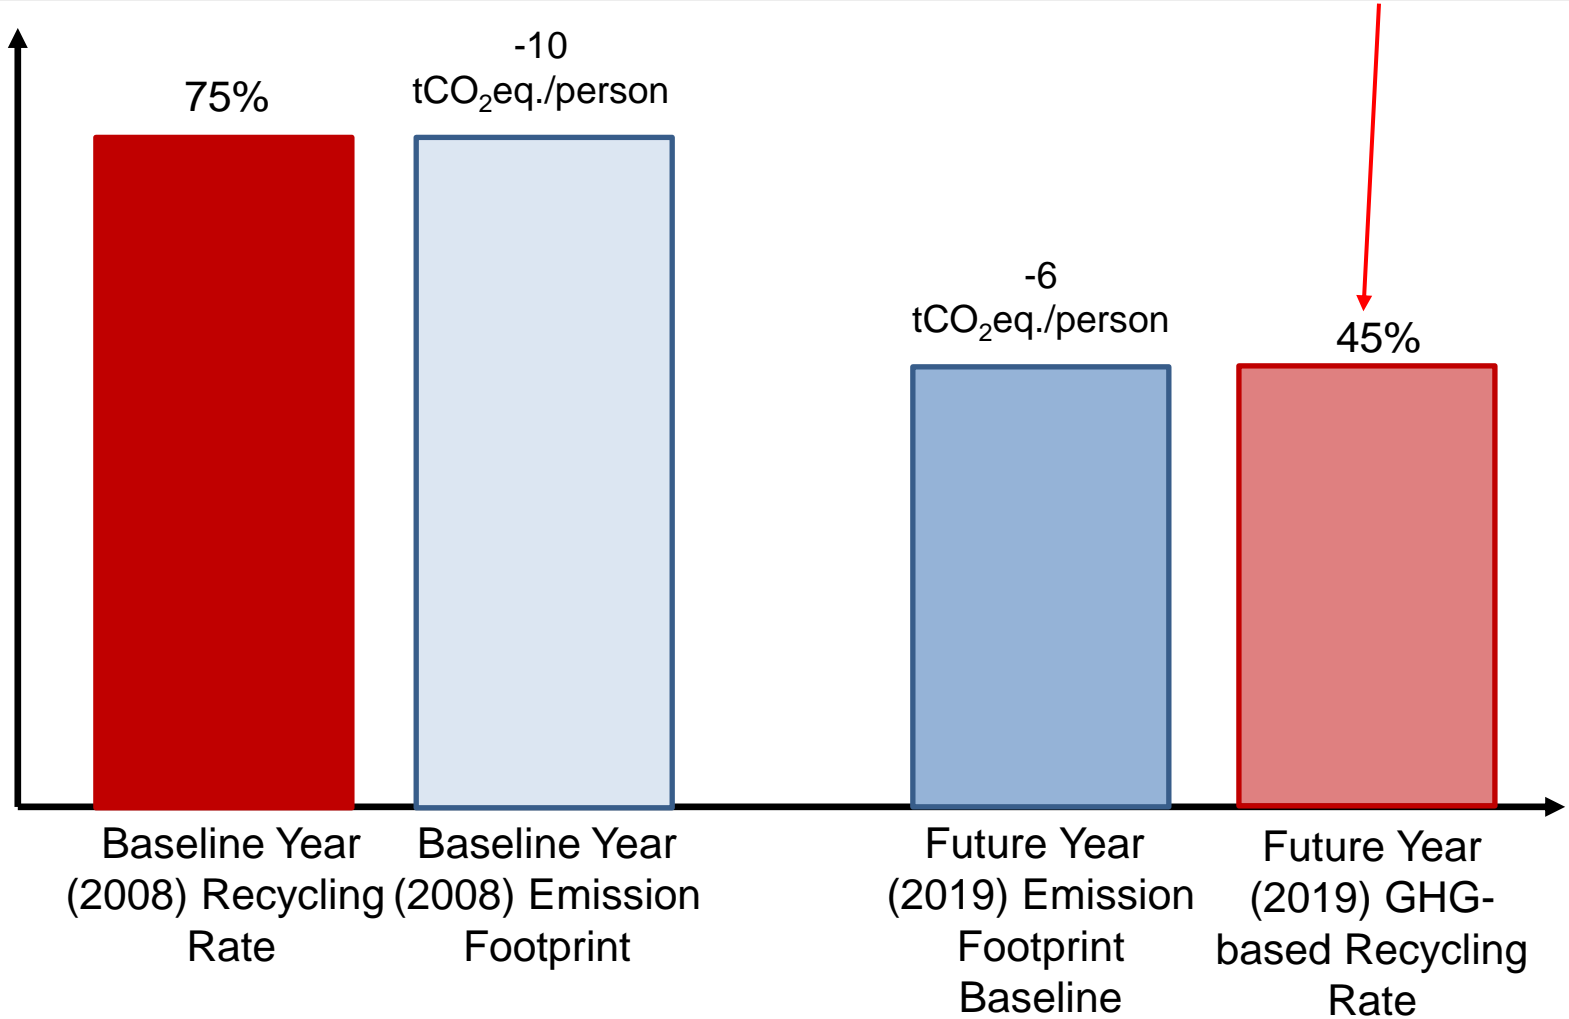 75%
-10
tCO₂eq./person
-6
tCO₂eq./person
45%
Baseline Year
(2008) Recycling
Rate
Baseline Year
(2008) Emission
Footprint
Future Year
(2019) Emission
Footprint
Baseline
Future Year
(2019) GHG-
based Recycling
Rate